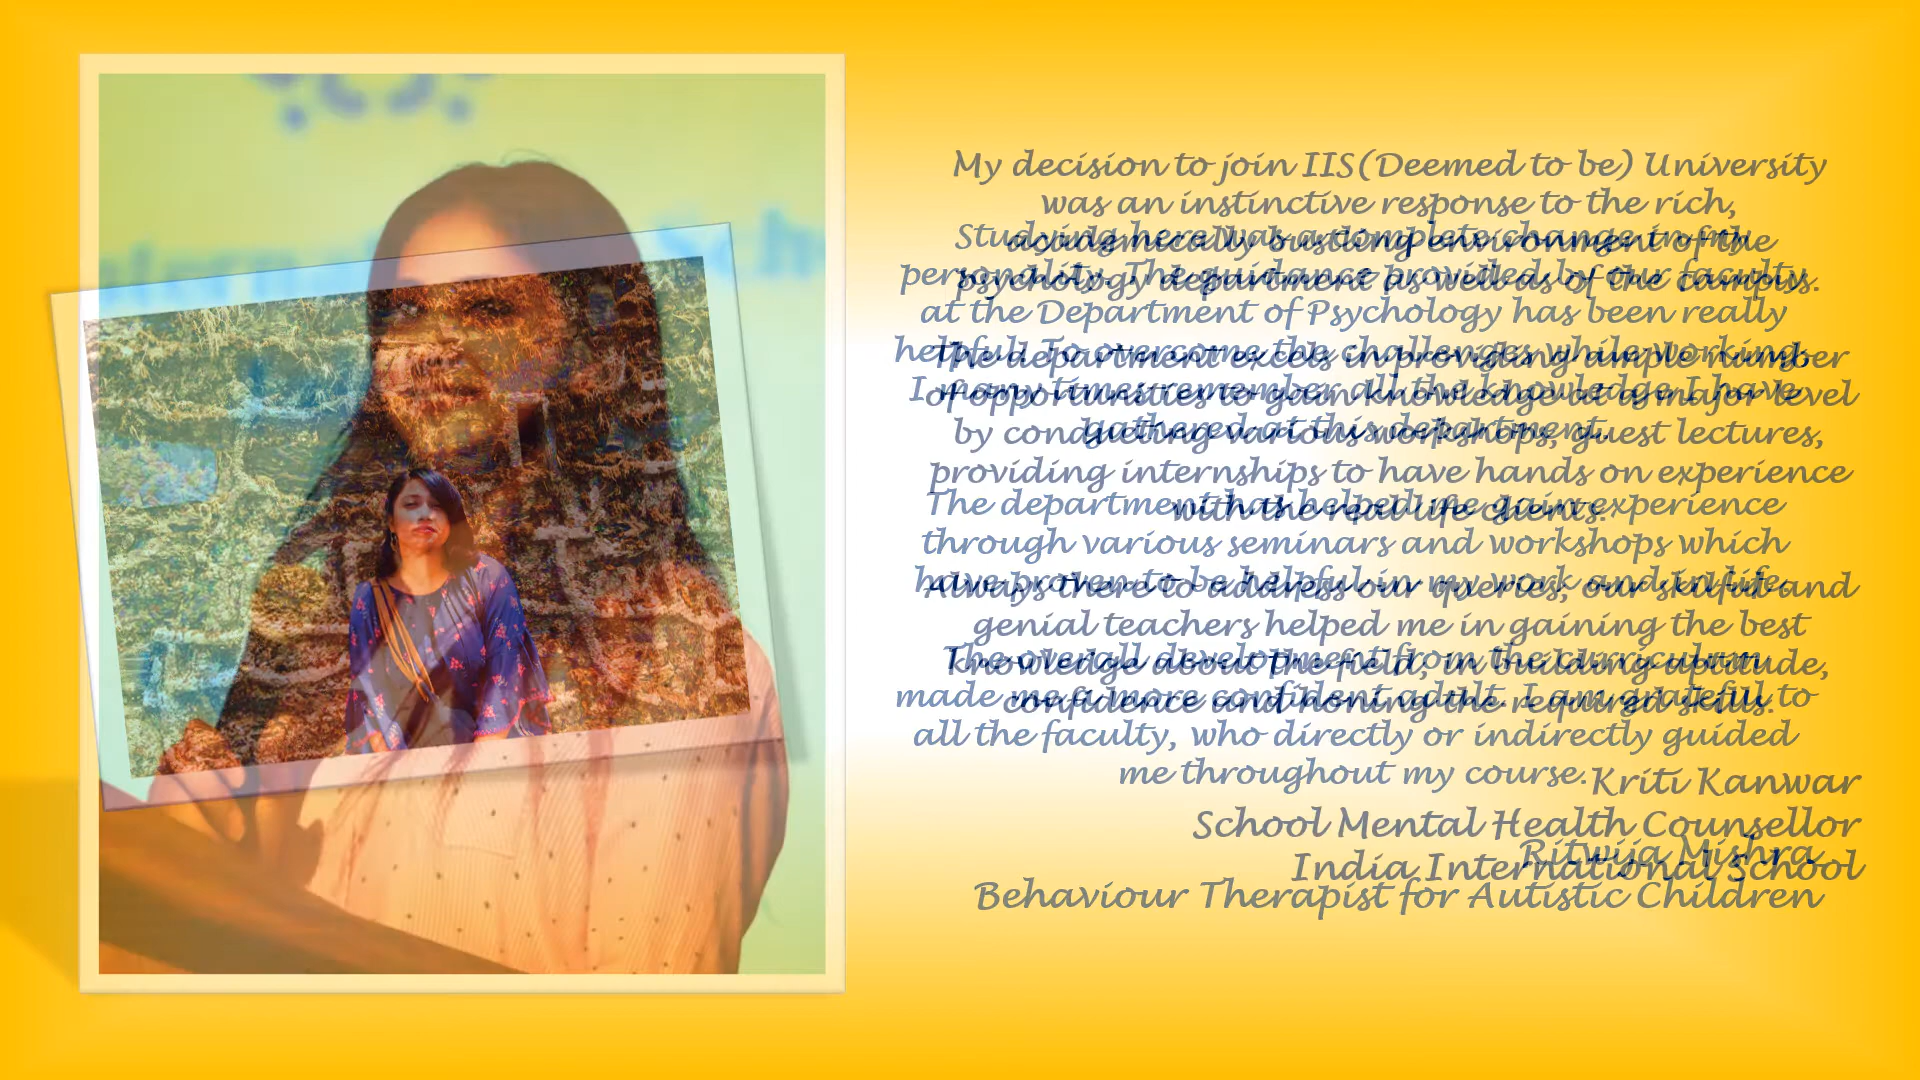 My decision to join IIS(Deemed to be) University
was an instinctive response to the rich,
academically bustling environment of the
psychology department as well as of the campus.
The department excels in providing ample number
of opportunities to gain knowledge at a major level
by conducting various workshops, guest lectures,
providing internships to have hands on experience
with the real life clients.
Always there to address our queries, our skilful and
genial teachers helped me in gaining the best
knowledge about the field, in building aptitude,
confidence and honing the required skills.
Kriti Kanwar
School Mental Health Counsellor
India International School
Studying here was a complete change in my
personality. The guidance provided by our faculty
at the Department of Psychology has been really
helpful. To overcome the challenges while working,
I many times remember all the knowledge I have
gathered at this department.
The department has helped me gain experience
through various seminars and workshops which
have proven to be helpful in my work and in life.
The overall development from the curriculum
made me a more confident adult. I am grateful to
all the faculty, who directly or indirectly guided
me throughout my course.
Ritwija Mishra
Behaviour Therapist for Autistic Children